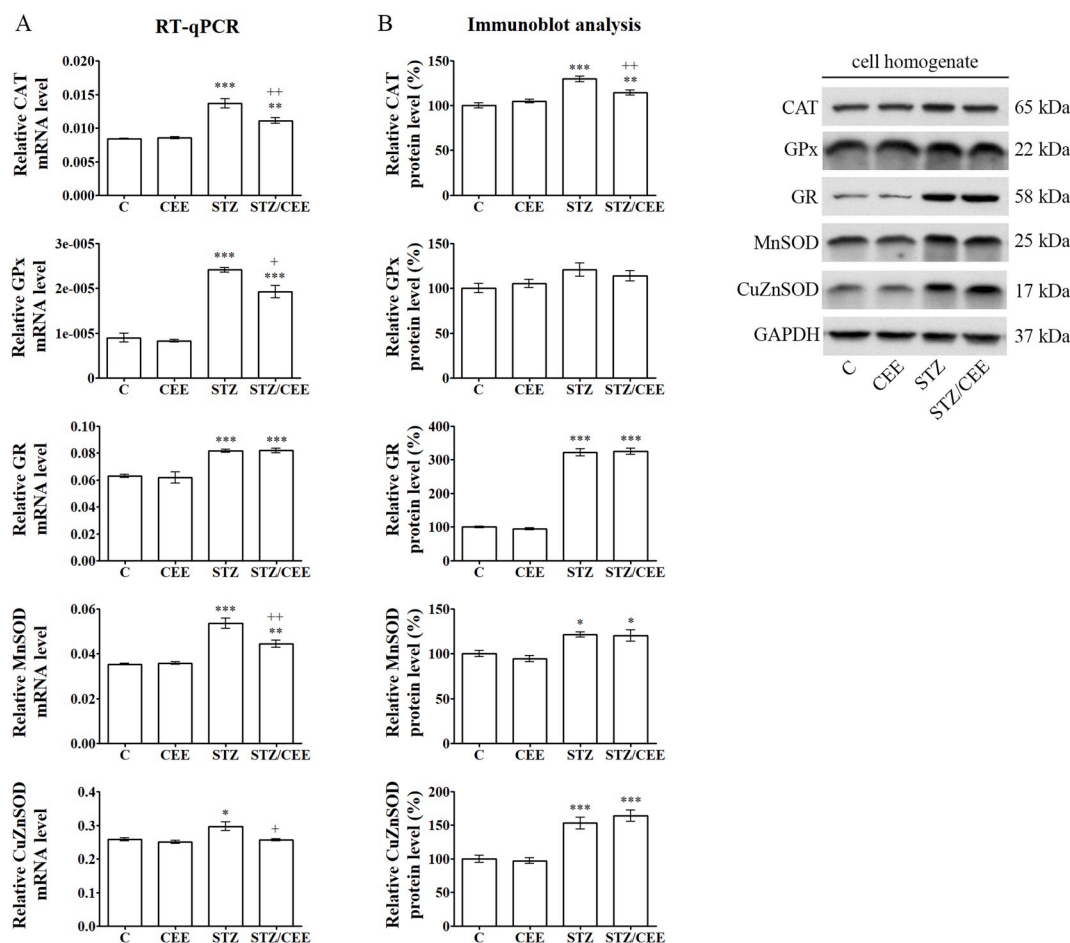 A
RT-qPCR
Relative CAT
mRNA level
0.020
0.015
0.010
0.005
0.000
***
++
**
C CEE STZ STZ/CEE
Relative GPx
mRNA level
3e-005
2e-005
1e-005
0
***
+
***
C CEE STZ STZ/CEE
Relative GR
mRNA level
0.10
0.08
0.06
0.04
0.02
0.00
*** ***
C CEE STZ STZ/CEE
Relative MnSOD
mRNA level
0.06
0.04
0.02
0.00
***
++
**
C CEE STZ STZ/CEE
Relative CuZnSOD
mRNA level
0.4
0.3
0.2
0.1
0.0
*
+
C CEE STZ STZ/CEE
B
Immunoblot analysis
Relative CAT
protein level (%)
150
100
50
0
***
++
**
C CEE STZ STZ/CEE
Relative GPx
protein level (%)
150
100
50
0
C CEE STZ STZ/CEE
Relative GR
protein level (%)
400
300
200
100
0
*** ***
C CEE STZ STZ/CEE
Relative MnSOD
protein level (%)
150
100
50
0
* *
C CEE STZ STZ/CEE
Relative CuZnSOD
protein level (%)
200
150
100
50
0
*** ***
C CEE STZ STZ/CEE
cell homogenate
CAT 65 kDa
GPx 22 kDa
GR 58 kDa
MnSOD 25 kDa
CuZnSOD 17 kDa
GAPDH 37 kDa
C CEE STZ STZ/CEE